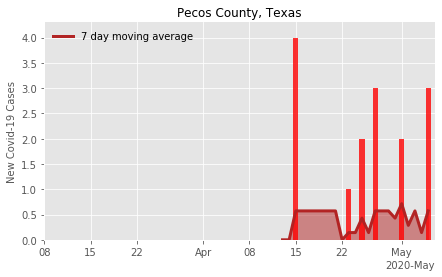 Pecos County, Texas
7 day moving average
New Covid-19 Cases
4.0
3.5
3.0
2.5
2.0
1.5
1.0
0.5
0.0
08 15 22 Apr 08 15 22 May
2020-May